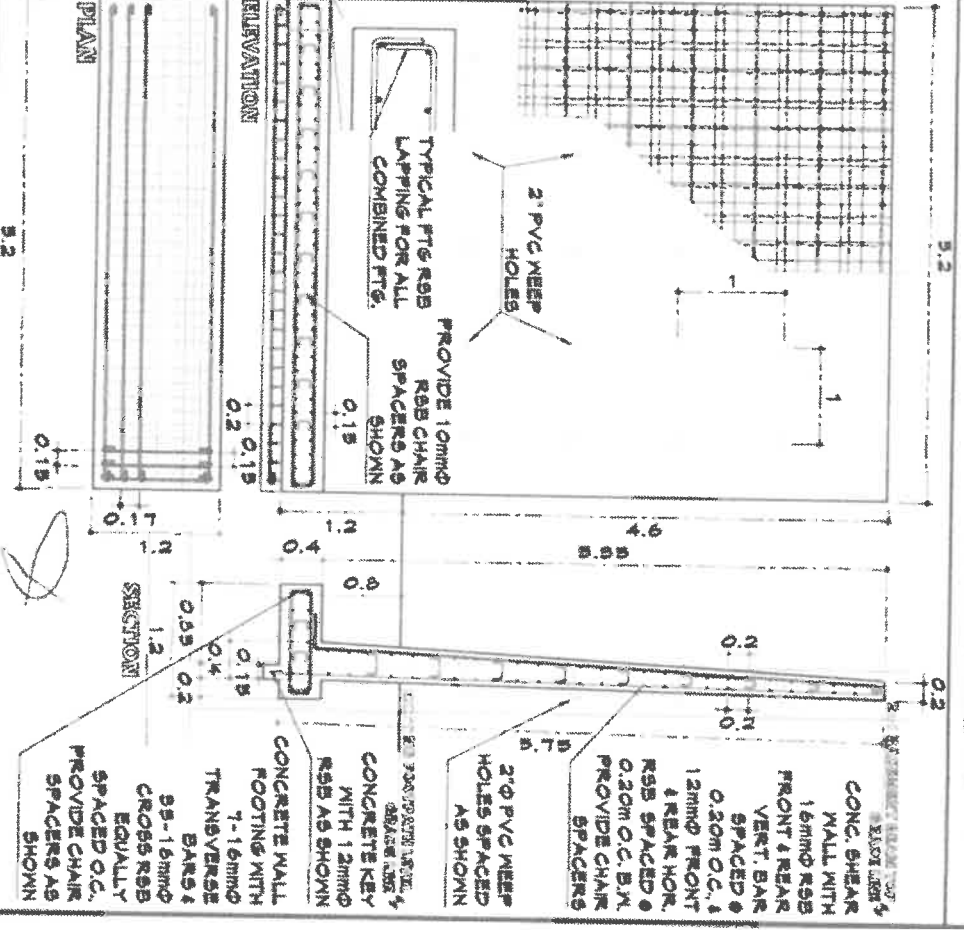 5.2
1
1
2"PVC WEEP
HOLES
TYPICAL FTG RSB
LAPPING FOR ALL
COMBINED FTG.
PROVIDE 10mmØ
RSB CHAIR
SPACERS AS
SHOWN
0.15
0.2
0.15
ELEVATION
4.6
1.2
PLAN
5.2
0.15
0.17
1.2
5.55
0.4
0.8
0.2
0.2
0.2
5.75
0.15
0.4
0.55
0.2
1.2
SECTION
CONC. SHEAR
WALL WITH
16mmØ RSB
FRONT & REAR
VERT. BAR
SPACED @
0.20m O.C., &
12mmØ FRONT
& REAR HOR.
RSB SPACED @
0.20m O.C. B.W.
PROVIDE CHAIR
SPACERS
2"Ø PVC WEEP
HOLES SPACED
AS SHOWN
CONCRETE KEY
WITH 12mmØ
RSB AS SHOWN
CONCRETE WALL
FOOTING WITH
7-16mmØ
TRANSVERSE
BARS &
35-16mmØ
CROSS RSB
EQUALLY
SPACED O.C.,
PROVIDE CHAIR
SPACERS AS
SHOWN